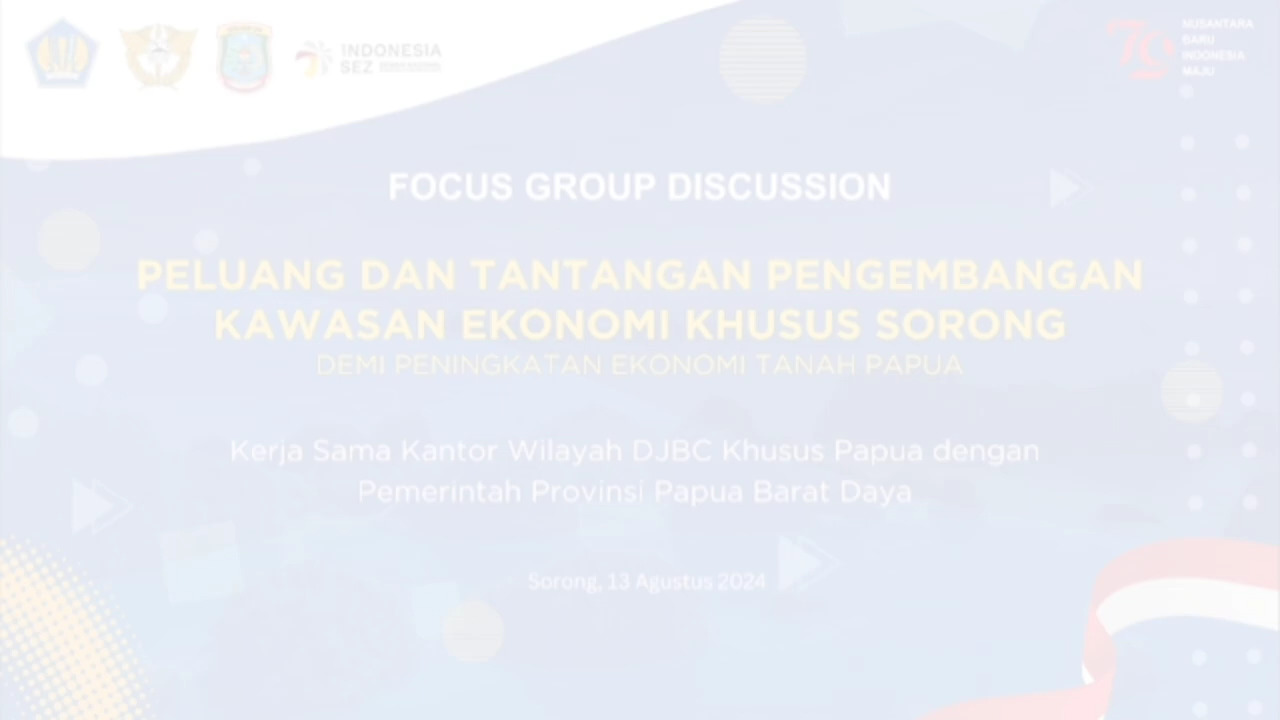 INDONESIA
SEZ
NUSANTARA
BARU
INDONESIA
MAJU
FOCUS GROUP DISCUSSION
PELUANG DAN TANTANGAN PENGEMBANGAN
KAWASAN EKONOMI KHUSUS SORONG
DEMI PENINGKATAN EKONOMI TANAH PAPUA
Kerja Sama Kantor Wilayah DJBC Khusus Papua dengan
Pemerintah Provinsi Papua Barat Daya
Sorong, 13 Agustus 2024